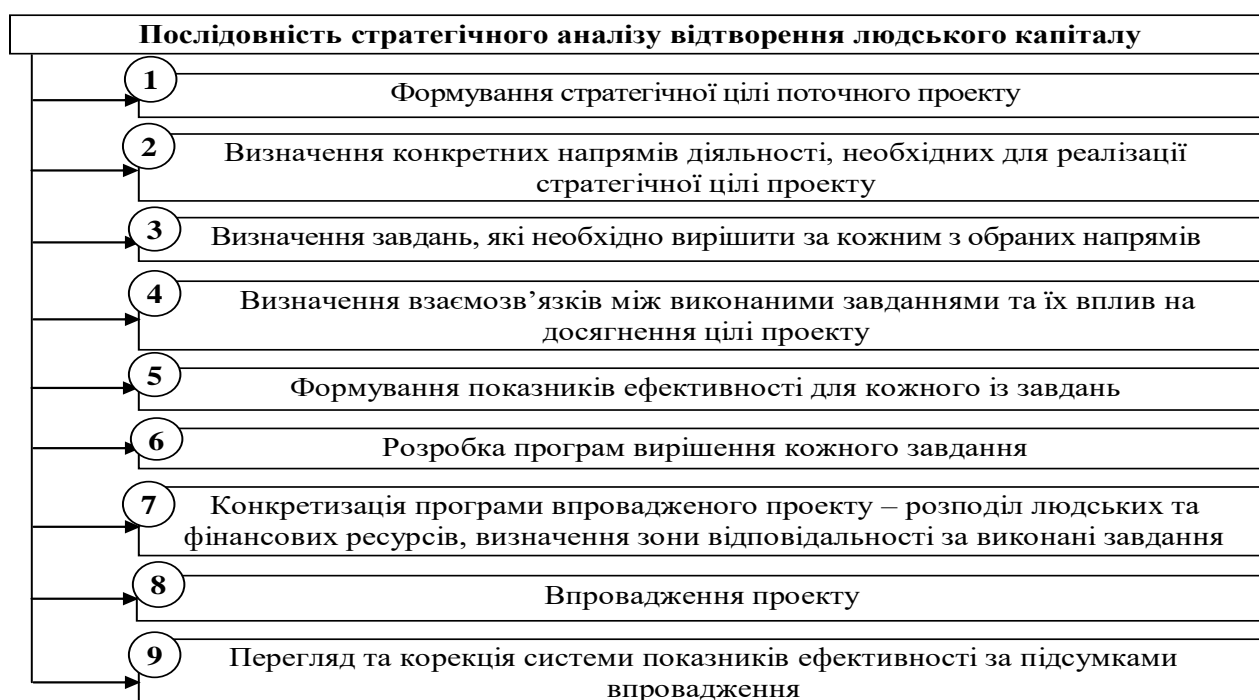 Послідовність стратегічного аналізу відтворення людського капіталу
1
Формування стратегічної цілі поточного проекту
2
Визначення конкретних напрямів діяльності, необхідних для реалізації
стратегічної цілі проекту
3
Визначення завдань, які необхідно вирішити за кожним з обраних напрямів
4
Визначення взаємозв’язків між виконаними завданнями та їх вплив на
досягнення цілі проекту
5
Формування показників ефективності для кожного із завдань
6
Розробка програм вирішення кожного завдання
7
Конкретизація програми впровадженого проекту – розподіл людських та
фінансових ресурсів, визначення зони відповідальності за виконані завдання
8
Впровадження проекту
9
Перегляд та корекція системи показників ефективності за підсумками
впровадження